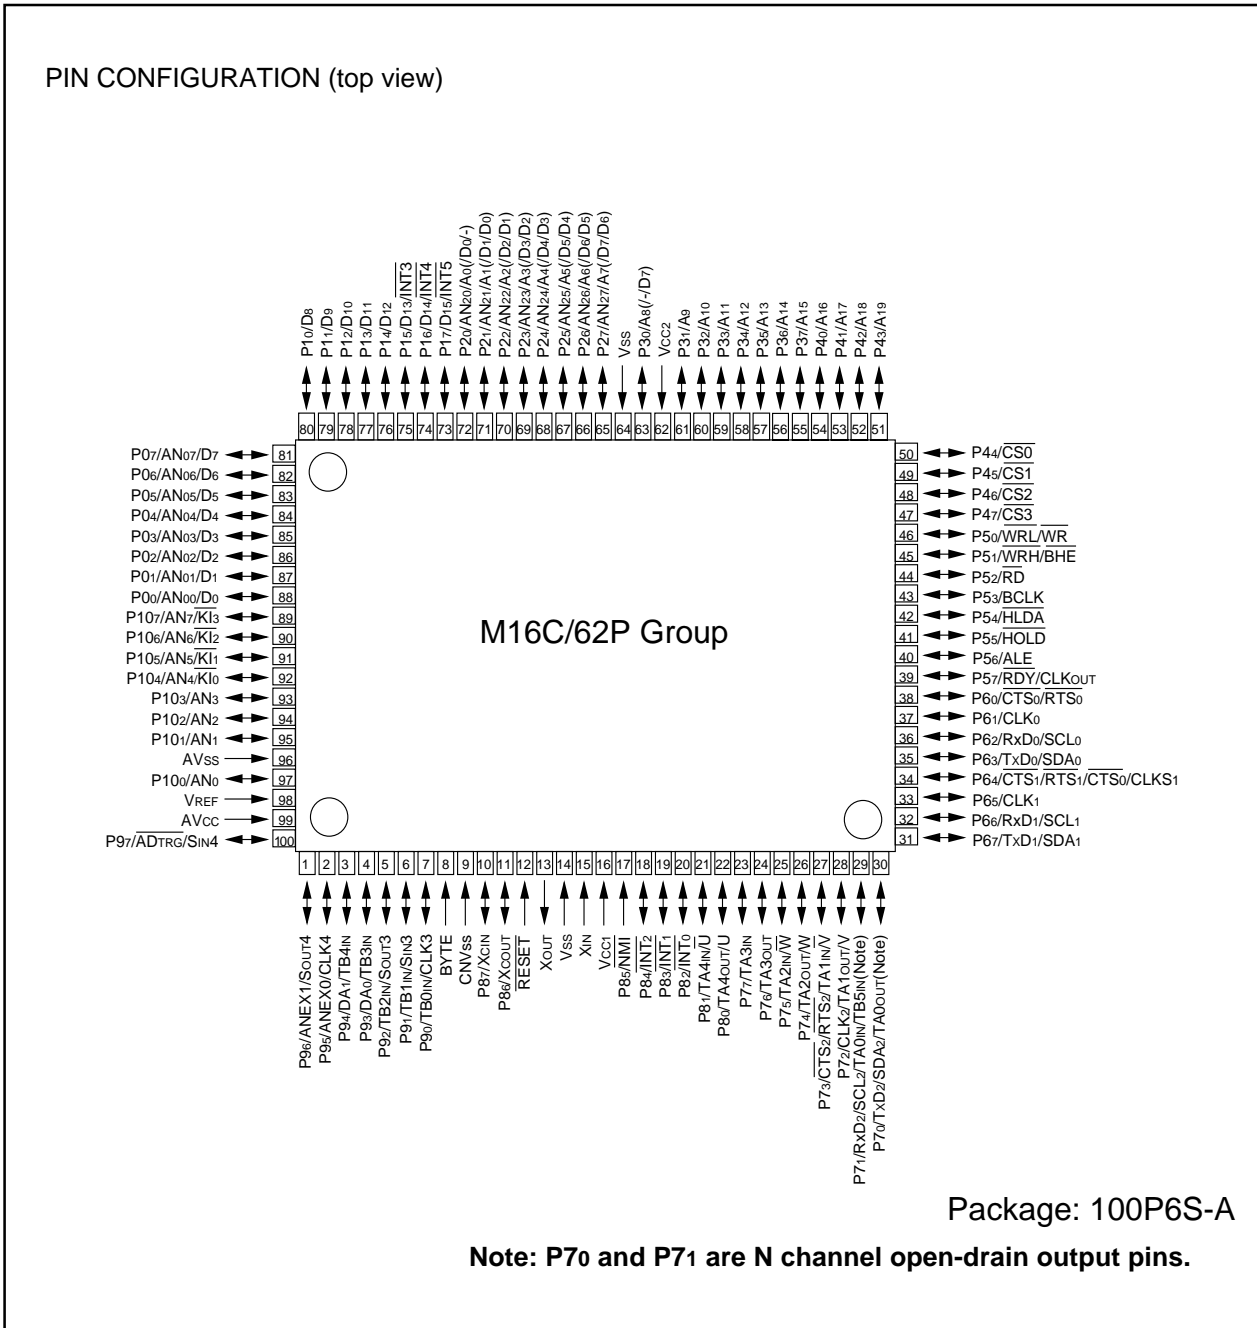 PIN CONFIGURATION (top view)
P10/D8
P11/D9
P12/D10
P13/D11
P14/D12
P15/D13/INT3
P16/D14/INT4
P17/D15/INT5
P20/AN20/A0(/D0/-)
P21/AN21/A1(/D1/D0)
P22/AN22/A2(/D2/D1)
P23/AN23/A3(/D3/D2)
P24/AN24/A4(/D4/D3)
P25/AN25/A5(/D5/D4)
P26/AN26/A6(/D6/D5)
P27/AN27/A7(/D7/D6)
Vss
P30/A8(/-/D7)
VCC2
P31/A9
P32/A10
P33/A11
P34/A12
P35/A13
P36/A14
P37/A15
P40/A16
P41/A17
P42/A18
P43/A19
80 79 78 77 76 75 74 73 72 71 70 69 68 67 66 65 64 63 62 61 60 59 58 57 56 55 54 53 52 51
P07/AN07/D7 81
P06/AN06/D6 82
P05/AN05/D5 83
P04/AN04/D4 84
P03/AN03/D3 85
P02/AN02/D2 86
P01/AN01/D1 87
P00/AN00/D0 88
P107/AN7/KI3 89
P106/AN6/KI2 90
P105/AN5/KI1 91
P104/AN4/KI0 92
P103/AN3 93
P102/AN2 94
P101/AN1 95
AVss 96
P100/AN0 97
VREF 98
AVcc 99
P97/ADTRG/SIN4 100
M16C/62P Group
50 P44/CS0
49 P45/CS1
48 P46/CS2
47 P47/CS3
46 P50/WRL/WR
45 P51/WRH/BHE
44 P52/RD
43 P53/BCLK
42 P54/HLDA
41 P55/HOLD
40 P56/ALE
39 P57/RDY/CLKOUT
38 P60/CTS0/RTS0
37 P61/CLK0
36 P62/RxD0/SCL0
35 P63/TxD0/SDA0
34 P64/CTS1/RTS1/CTS0/CLKS1
33 P65/CLK1
32 P66/RxD1/SCL1
31 P67/TxD1/SDA1
1 2 3 4 5 6 7 8 9 10 11 12 13 14 15 16 17 18 19 20 21 22 23 24 25 26 27 28 29 30
P96/ANEX1/SOUT4
P95/ANEX0/CLK4
P94/DA1/TB4IN
P93/DA0/TB3IN
P92/TB2IN/SOUT3
P91/TB1IN/SIN3
P90/TB0IN/CLK3
BYTE
CNVss
P87/XCIN
P86/XCOUT
RESET
XOUT
Vss
XIN
VCC1
P85/NMI
P84/INT2
P83/INT1
P82/INT0
P81/TA4IN/U
P80/TA4OUT/U
P77/TA3IN
P76/TA3OUT
P75/TA2IN/W
P74/TA2OUT/W
P73/CTS2/RTS2/TA1IN/V
P72/CLK2/TA1OUT/V
P71/RxD2/SCL2/TA0IN/TB5IN(Note)
P70/TxD2/SDA2/TA0OUT(Note)
Package: 100P6S-A
Note: P70 and P71 are N channel open-drain output pins.